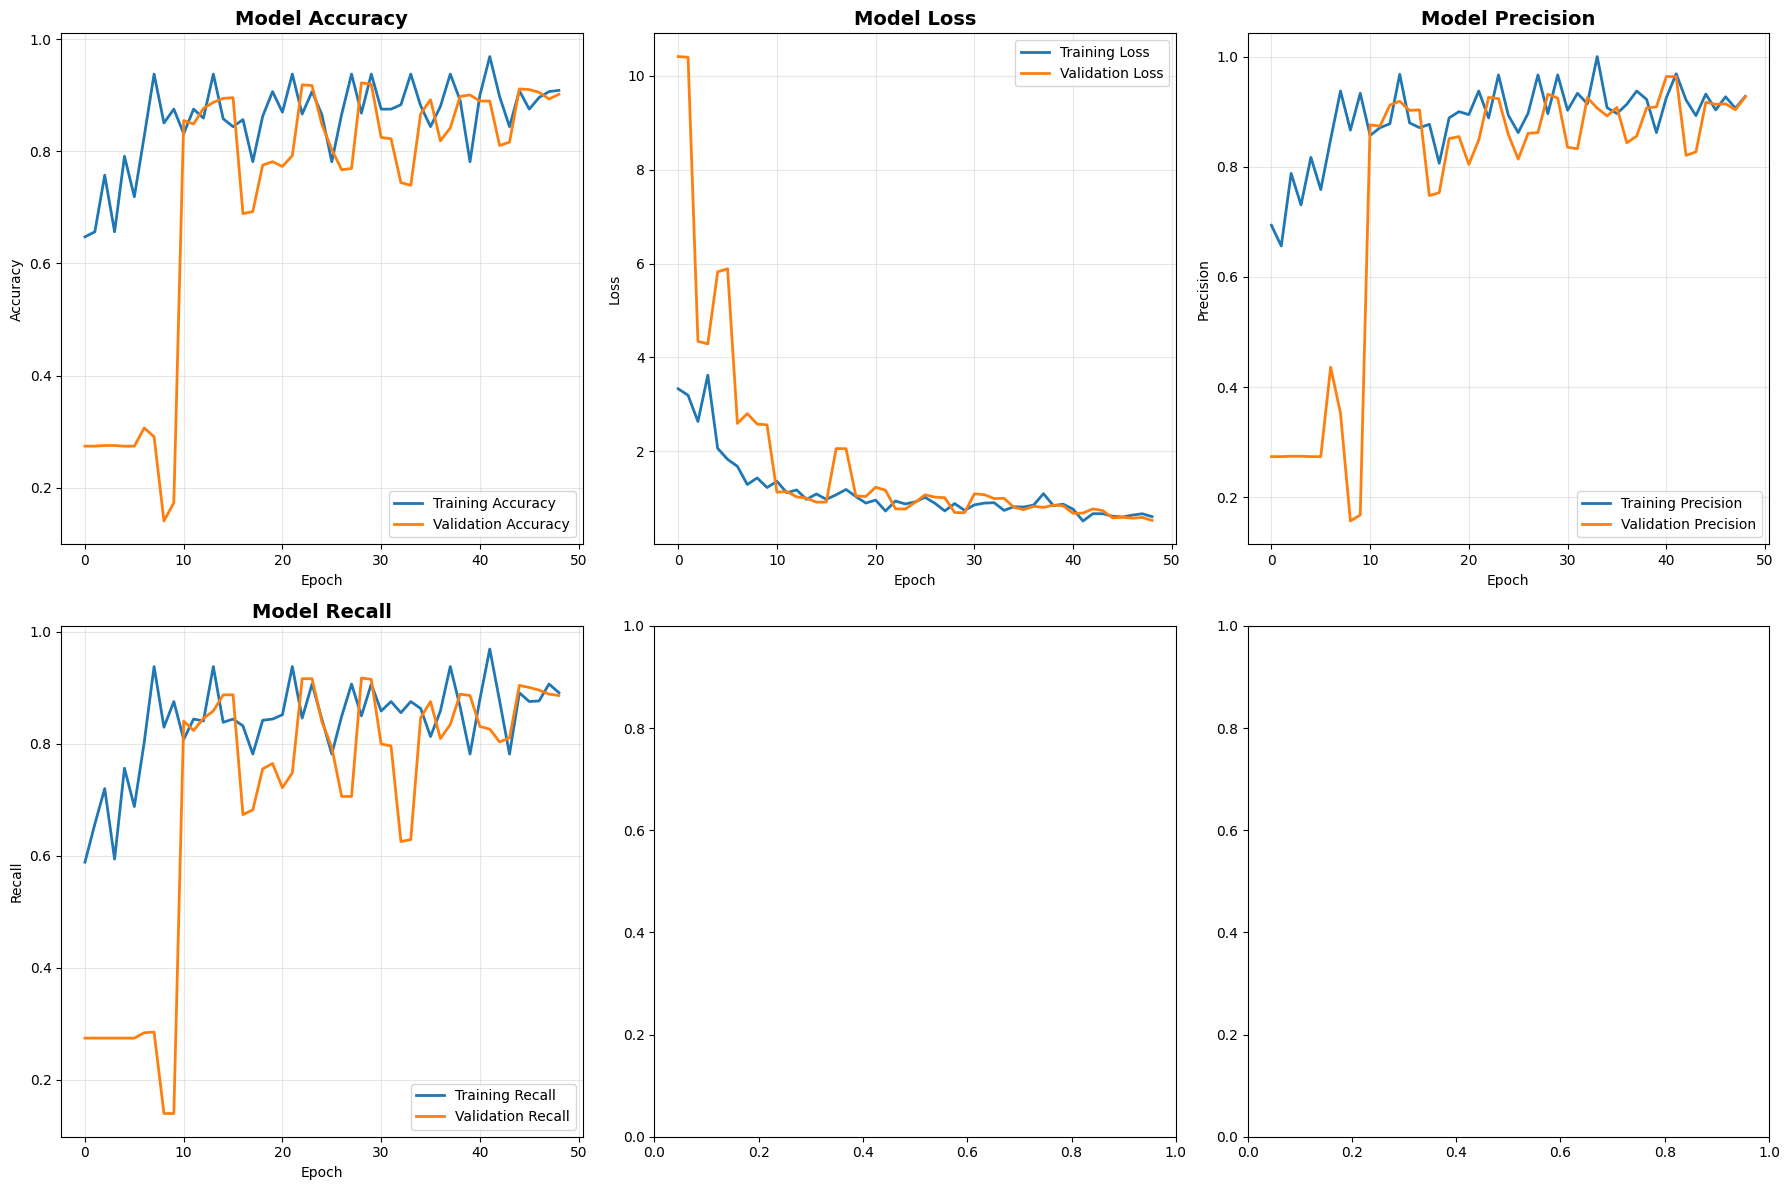 Model Accuracy
1.0
0.8
0.6
0.4
0.2
Accuracy
Training Accuracy
Validation Accuracy
0 10 20 30 40 50
Epoch
Model Loss
10
8
6
4
2
Loss
Training Loss
Validation Loss
0 10 20 30 40 50
Epoch
Model Precision
1.0
0.8
0.6
0.4
0.2
Precision
Training Precision
Validation Precision
0 10 20 30 40 50
Epoch
Model Recall
1.0
0.8
0.6
0.4
0.2
Recall
Training Recall
Validation Recall
0 10 20 30 40 50
Epoch
1.0
0.8
0.6
0.4
0.2
0.0
0.0 0.2 0.4 0.6 0.8 1.0
1.0
0.8
0.6
0.4
0.2
0.0
0.0 0.2 0.4 0.6 0.8 1.0